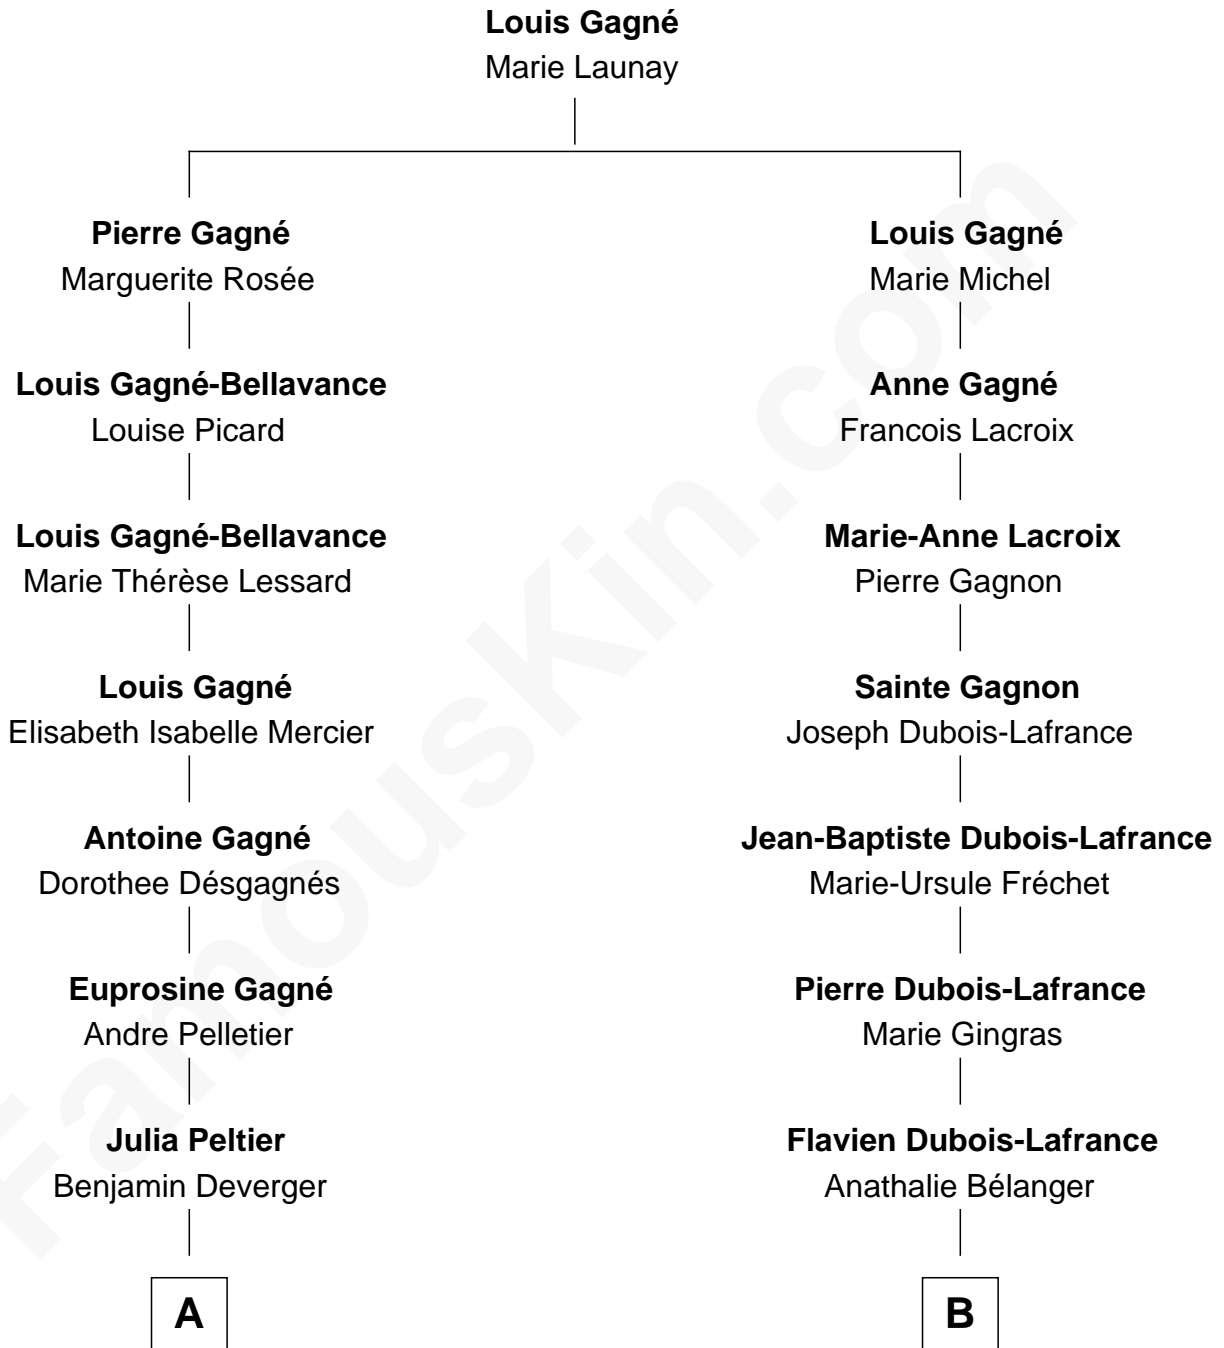 Louis Gagné
Marie Launay
Pierre Gagné
Marguerite Rosée
Louis Gagné
Marie Michel
Louis Gagné-Bellavance
Louise Picard
Anne Gagné
Francois Lacroix
Louis Gagné-Bellavance
Marie Thérèse Lessard
Marie-Anne Lacroix
Pierre Gagnon
Louis Gagné
Elisabeth Isabelle Mercier
Sainte Gagnon
Joseph Dubois-Lafrance
Antoine Gagné
Dorothee Désgagnés
Jean-Baptiste Dubois-Lafrance
Marie-Ursule Fréchet
Euprosine Gagné
Andre Pelletier
Pierre Dubois-Lafrance
Marie Gingras
Julia Peltier
Benjamin Deverger
Flavien Dubois-Lafrance
Anathalie Bélanger
A
B
FamousKin.com